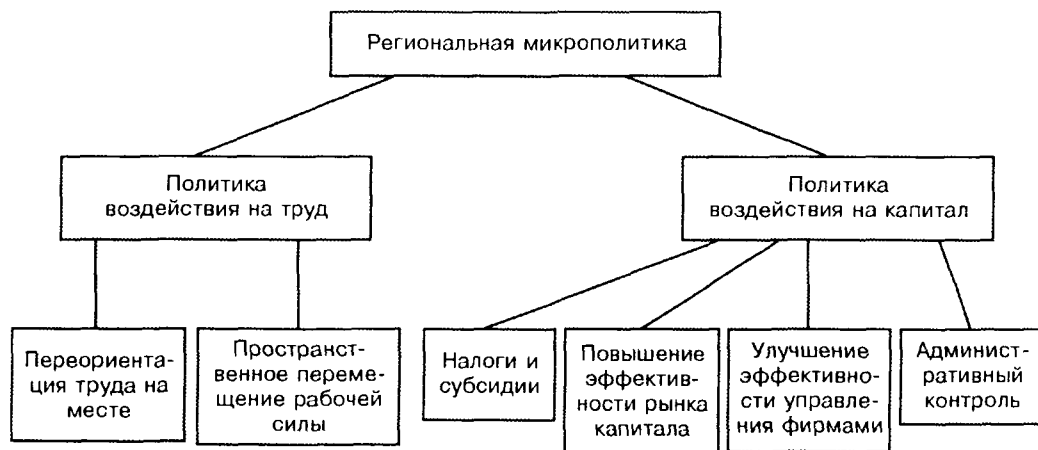 Региональная микрополитика
Политика
воздействия на труд
Политика
воздействия на капитал
Переориента-
ция труда на
месте
Пространст-
венное переме-
щение рабочей
силы
Налоги и
субсидии
Повышение
эффектив-
ности рынка
капитала
Улучшение
эффективно-
сти управле-
ния фирмами
Админист-
ративный
контроль